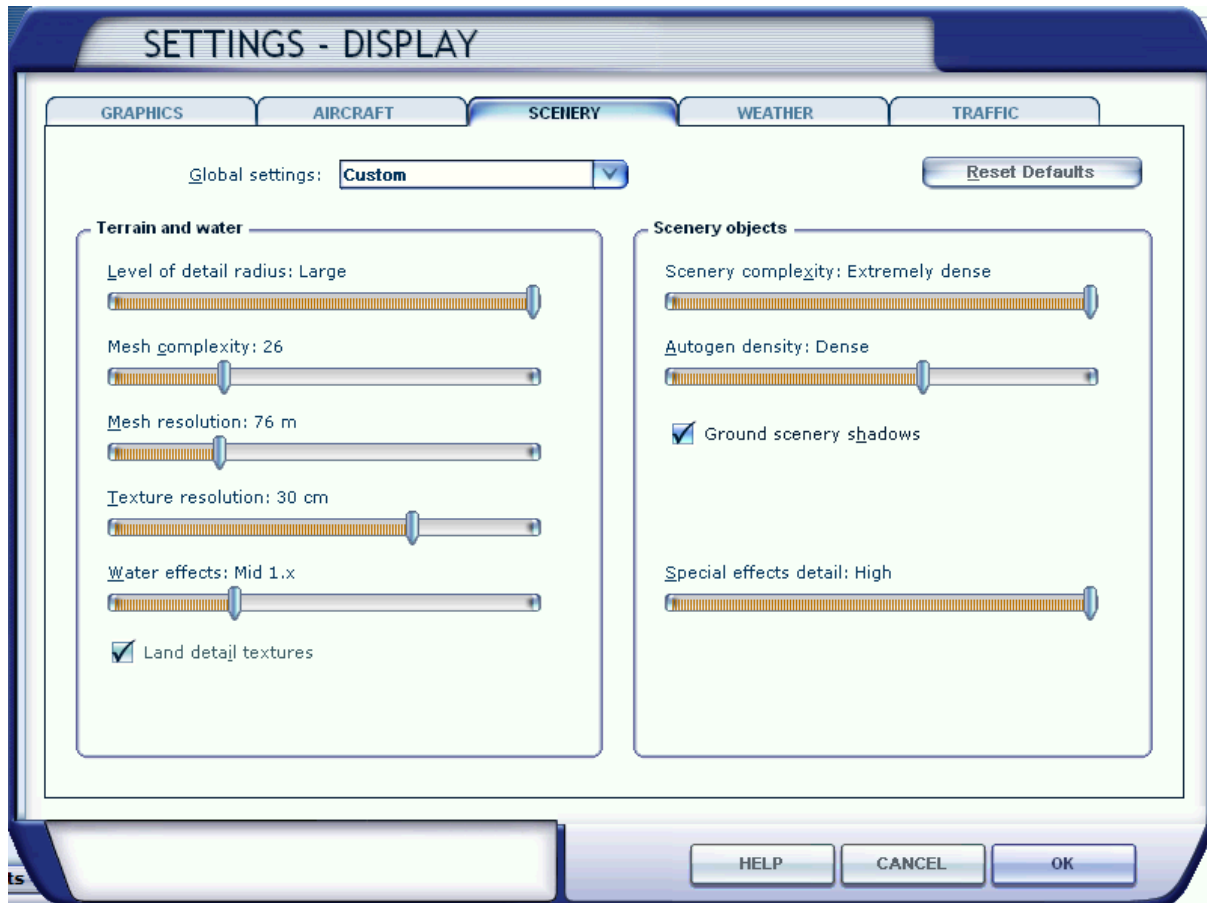 SETTINGS - DISPLAY
GRAPHICS AIRCRAFT SCENERY WEATHER TRAFFIC
Global settings: Custom Reset Defaults
Terrain and water
Level of detail radius: Large
Mesh complexity: 26
Mesh resolution: 76 m
Texture resolution: 30 cm
Water effects: Mid 1.x
Land detail textures
Scenery objects
Scenery complexity: Extremely dense
Autogen density: Dense
Ground scenery shadows
Special effects detail: High
HELP CANCEL OK
ts